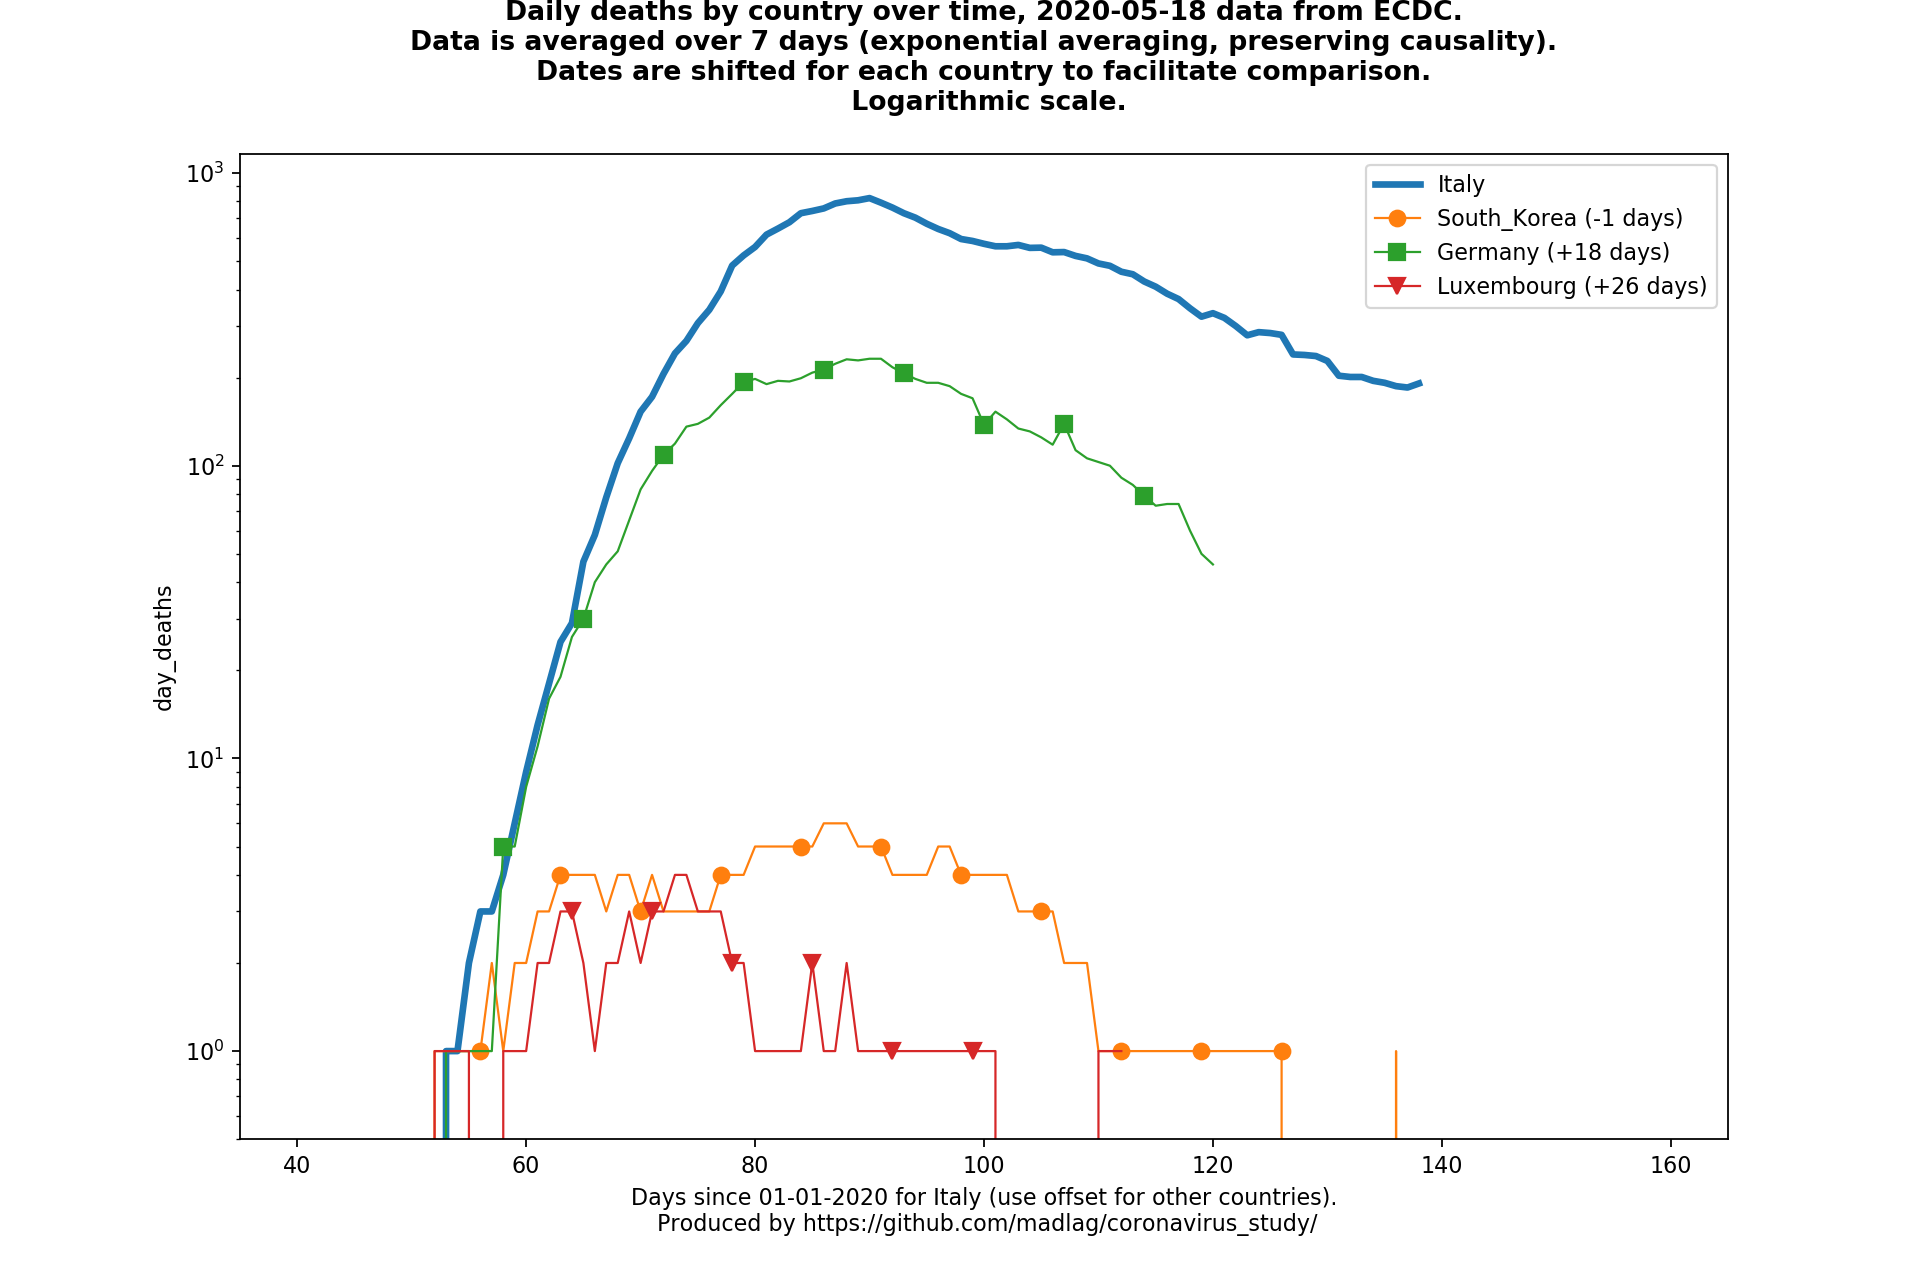 Daily deaths by country over time, 2020-05-18 data from ECDC.
Data is averaged over 7 days (exponential averaging, preserving causality).
Dates are shifted for each country to facilitate comparison.
Logarithmic scale.
10³
Italy
South_Korea (-1 days)
Germany (+18 days)
Luxembourg (+26 days)
10²
day_deaths
10¹
10⁰
40 60 80 100 120 140 160
Days since 01-01-2020 for Italy (use offset for other countries).
Produced by https://github.com/madlag/coronavirus_study/